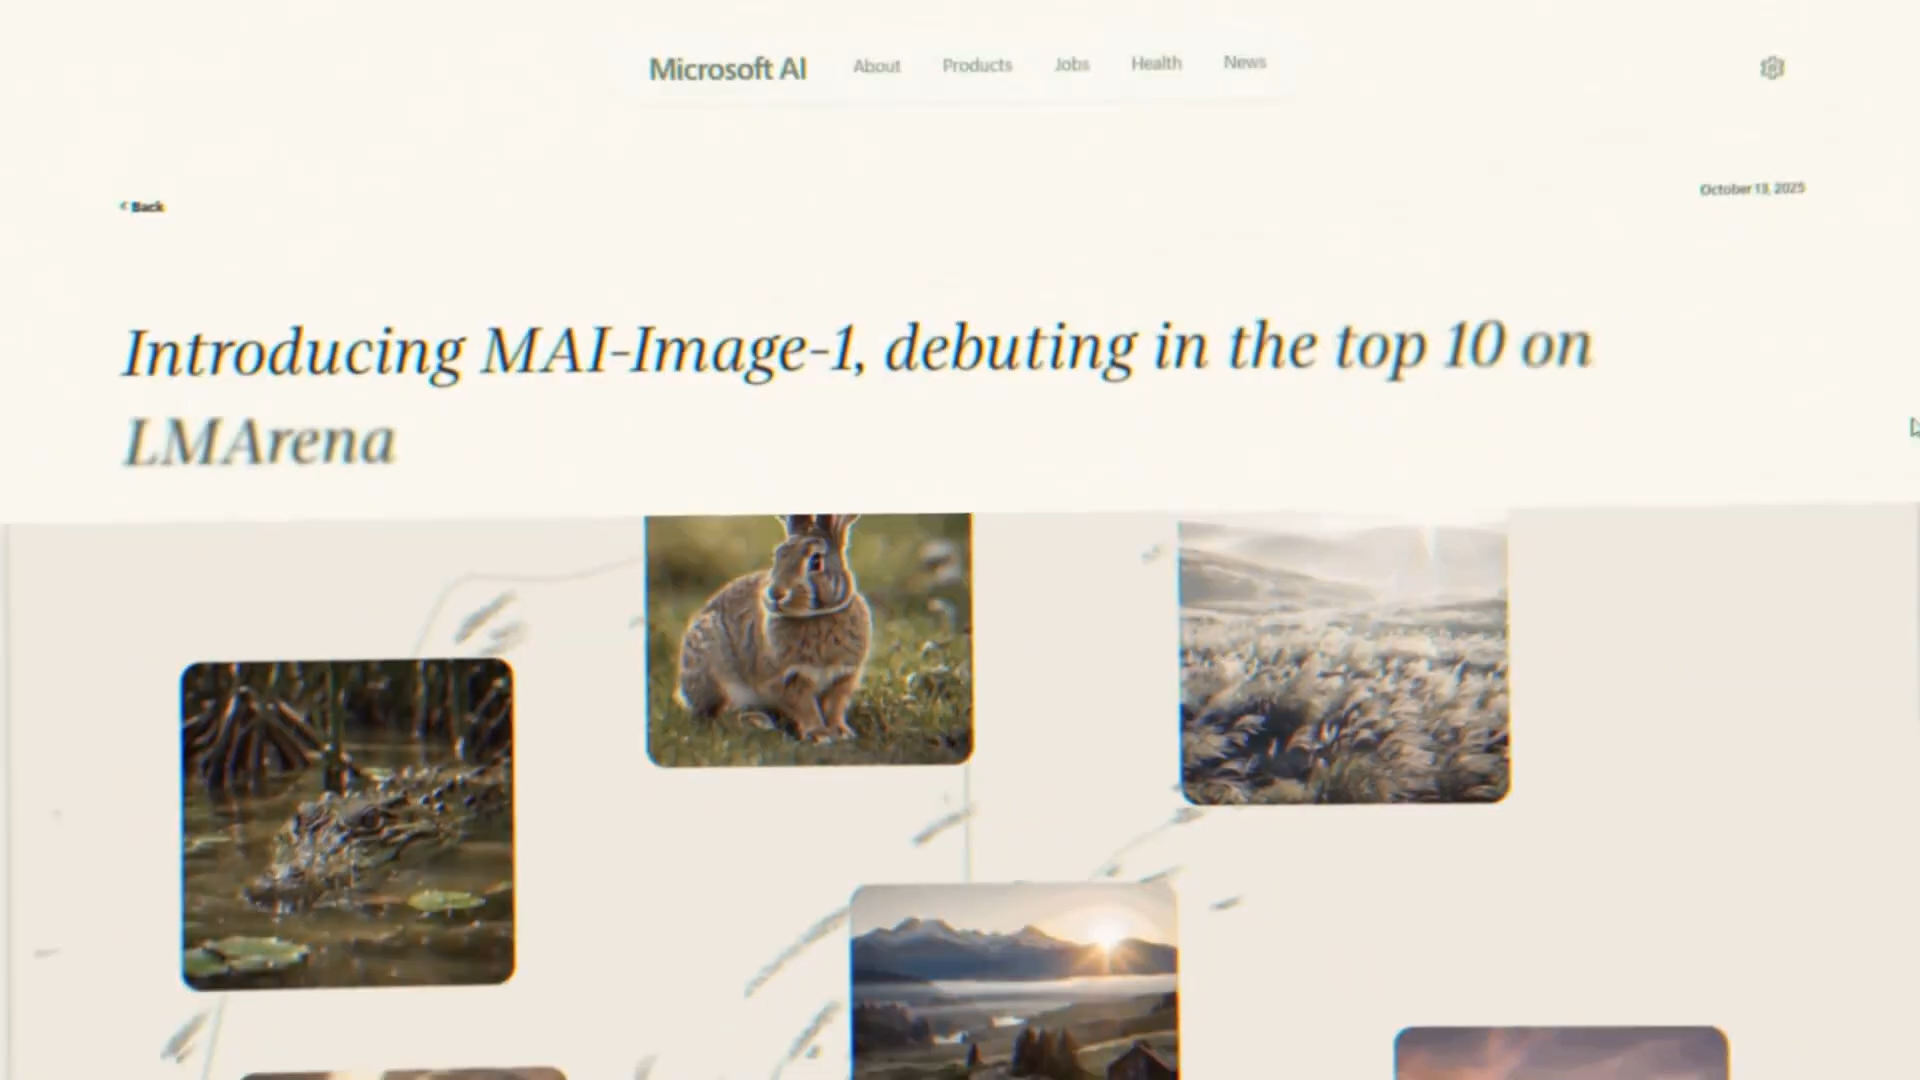 Microsoft AI
About
Products
Jobs
Health
News
< Back
October 13, 2025
Introducing MAI-Image-1, debuting in the top 10 on
LMArena